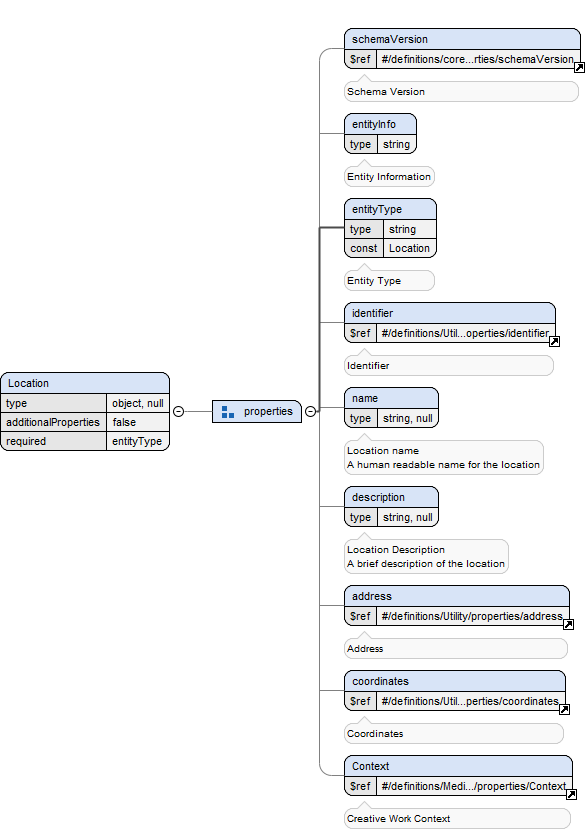 Location
type object, null
additionalProperties false
required entityType
properties
schemaVersion
$ref #/definitions/core...rties/schemaVersion
Schema Version
entityInfo
type string
Entity Information
entityType
type string
const Location
Entity Type
identifier
$ref #/definitions/Util...operties/identifier
Identifier
name
type string, null
Location name
A human readable name for the location
description
type string, null
Location Description
A brief description of the location
address
$ref #/definitions/Utility/properties/address
Address
coordinates
$ref #/definitions/Util...perties/coordinates
Coordinates
Context
$ref #/definitions/Medi.../properties/Context
Creative Work Context